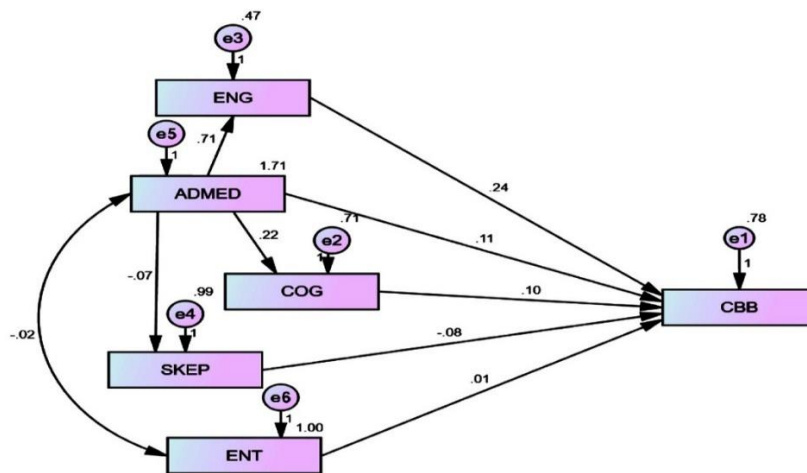 .47
e3
1
ENG
e5
1
.71
1.71
ADMED
.24
.78
.71
e2
1
e1
1
.22
.11
-.07
COG
.10
CBB
.99
e4
1
-.02
-.08
SKEP
.01
e6
1
1.00
ENT